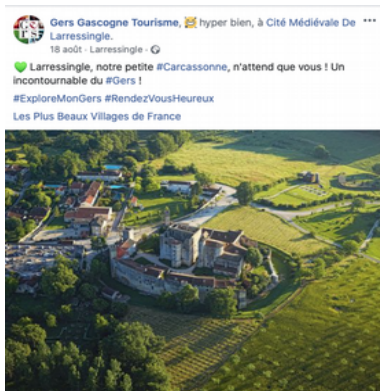 Gers Gascogne Tourisme, 🤩 hyper bien, à Cité Médiévale De
Larressingle.
18 août · Larressingle ·
💚 Larressingle, notre petite #Carcassonne, n'attend que vous ! Un
incontournable du #Gers !
#ExploreMonGers #RendezVousHeureux
Les Plus Beaux Villages de France